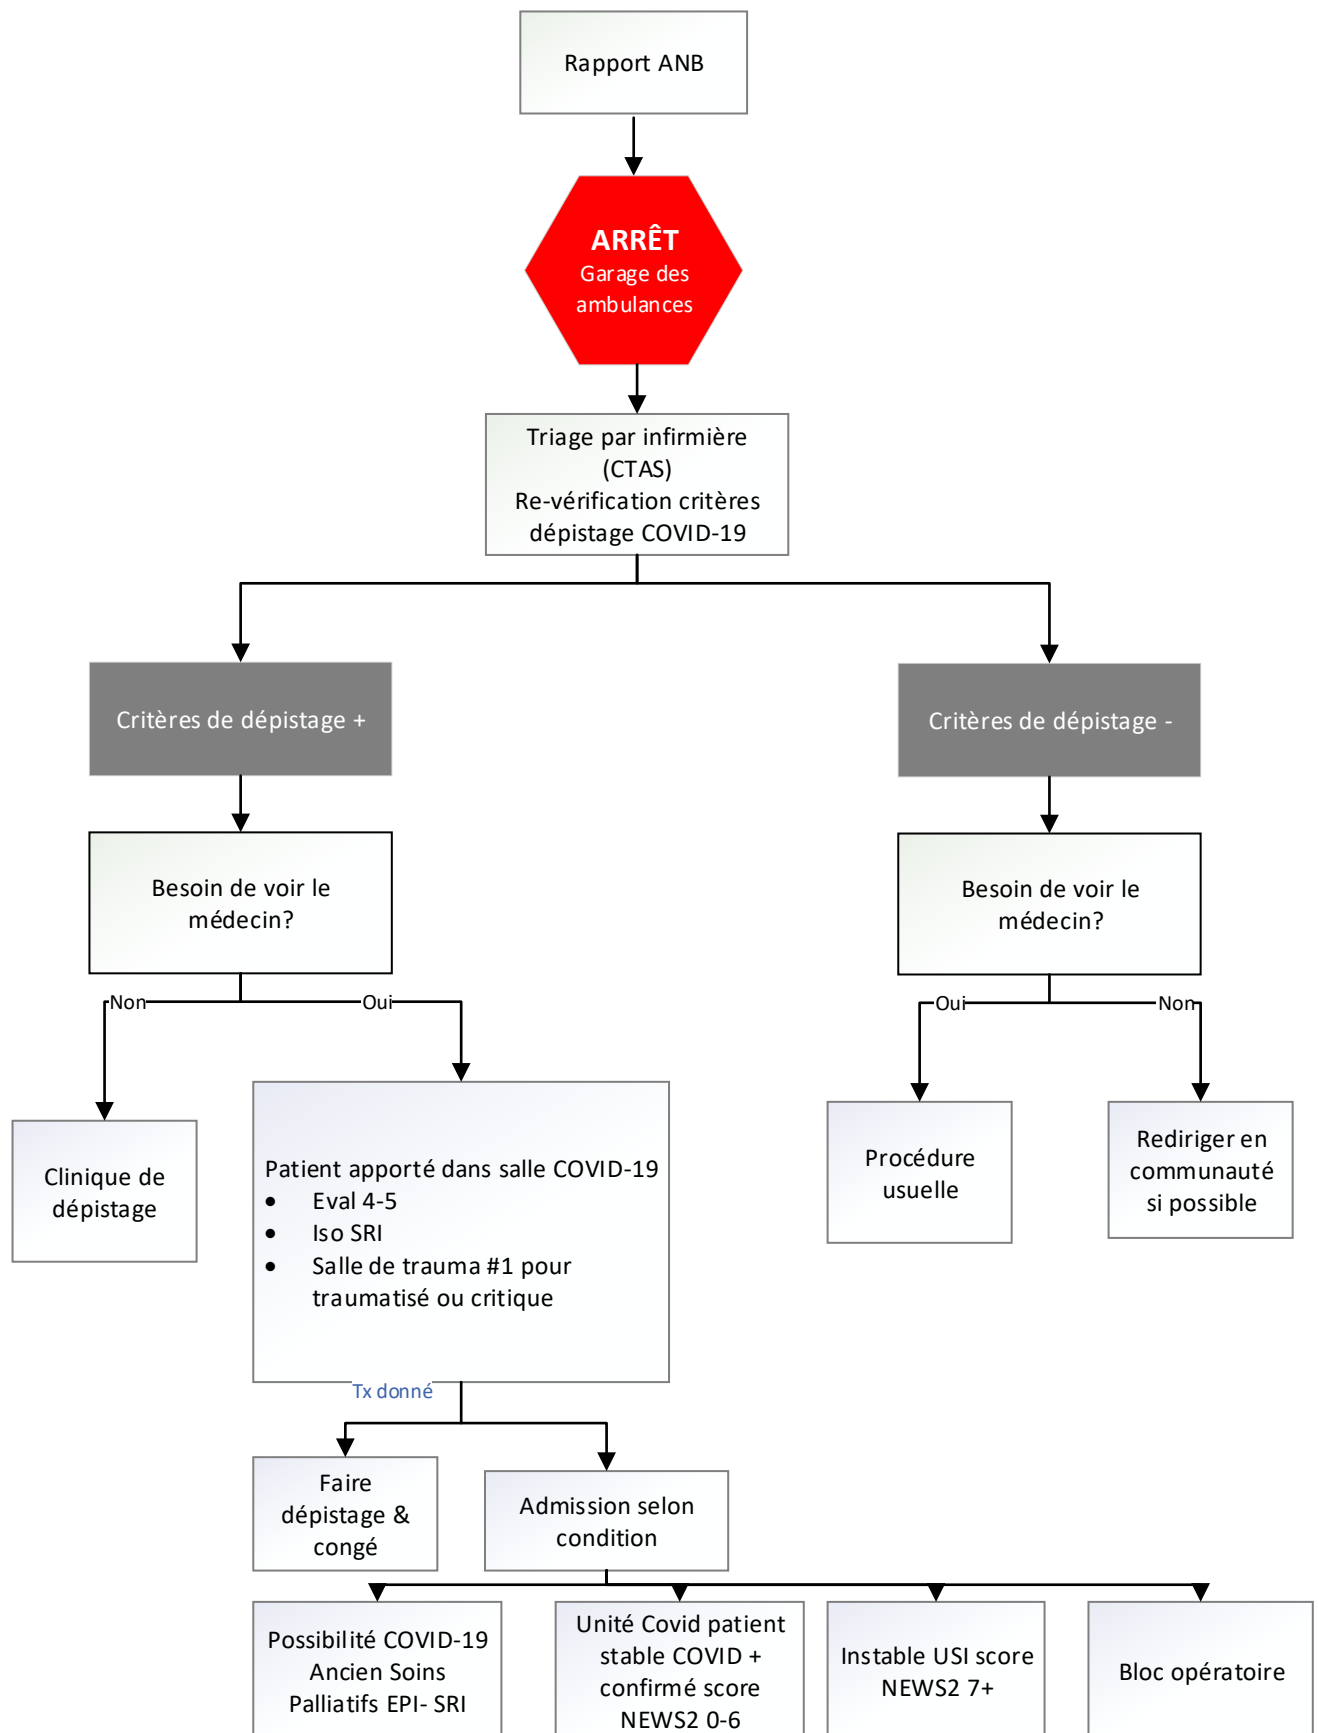 Rapport ANB
ARRÊT
Garage des
ambulances
Triage par infirmière
(CTAS)
Re-vérification critères
dépistage COVID-19
Critères de dépistage +
Critères de dépistage -
Besoin de voir le
médecin?
Besoin de voir le
médecin?
Non
Oui
Oui
Non
Clinique de
dépistage
Patient apporté dans salle COVID-19
• Eval 4-5
• Iso SRI
• Salle de trauma #1 pour
traumatisé ou critique
Procédure
usuelle
Rediriger en
communauté
si possible
Tx donné
Faire
dépistage &
congé
Admission selon
condition
Possibilité COVID-19
Ancien Soins
Palliatifs EPI- SRI
Unité Covid patient
stable COVID +
confirmé score
NEWS2 0-6
Instable USI score
NEWS2 7+
Bloc opératoire